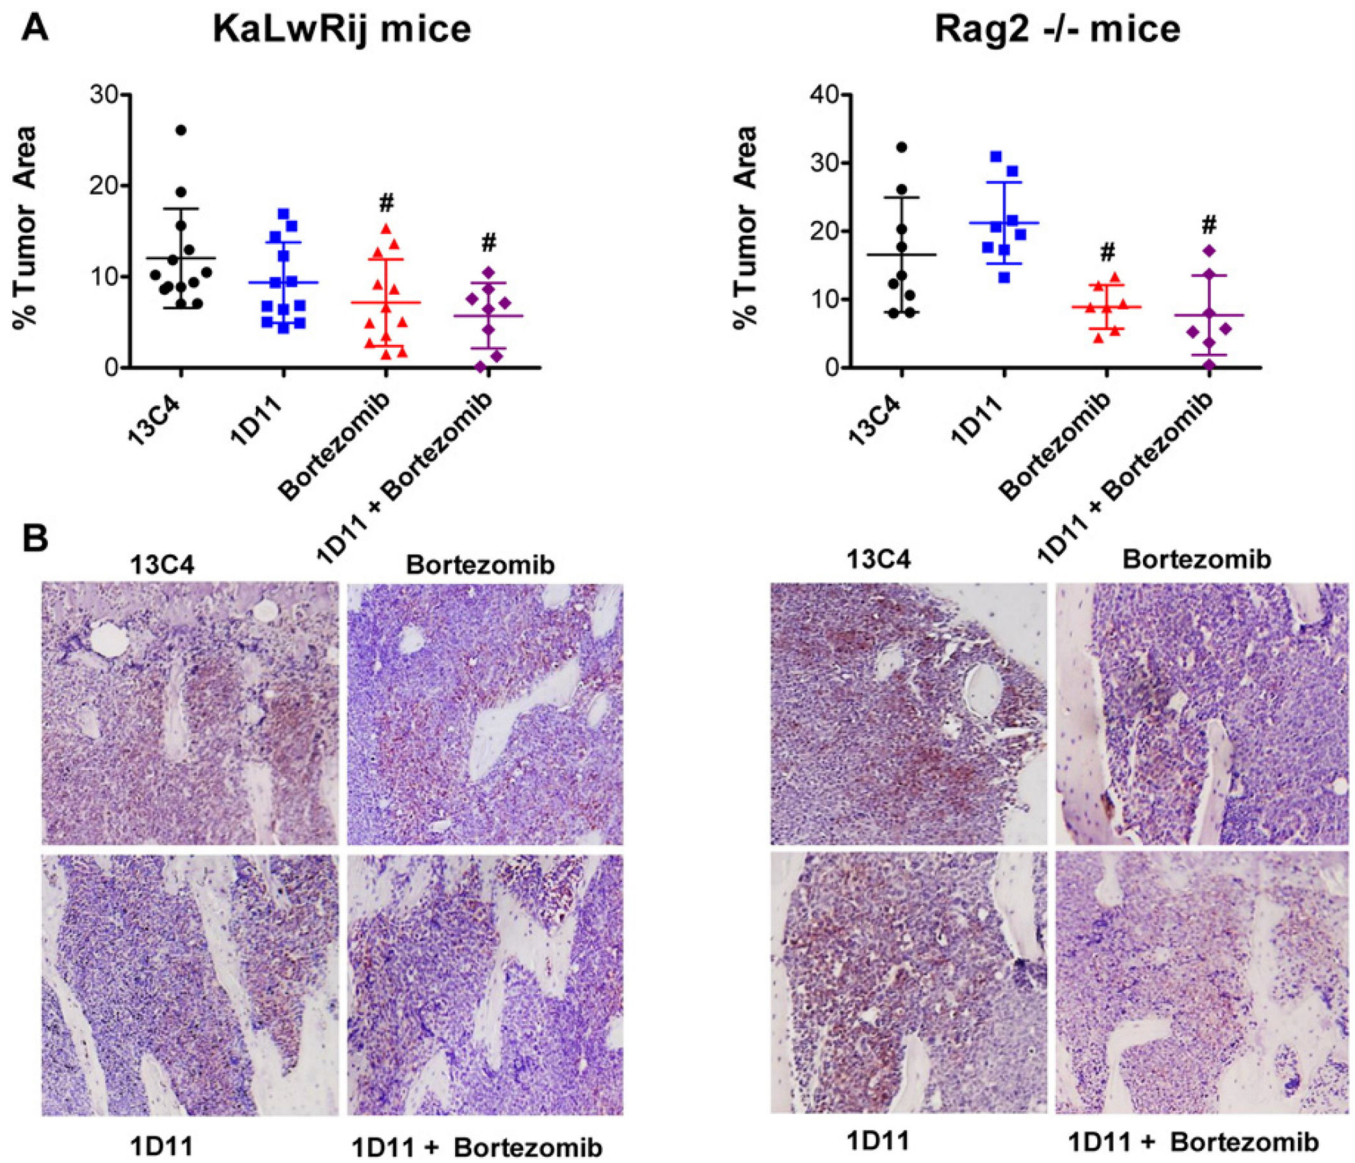 A
KaLwRij mice
Rag2 -/- mice
% Tumor Area
30
20
10
0
#
#
13C4
1D11
Bortezomib
1D11 + Bortezomib
% Tumor Area
40
30
20
10
0
#
#
13C4
1D11
Bortezomib
1D11 + Bortezomib
B
13C4
Bortezomib
13C4
Bortezomib
1D11
1D11 + Bortezomib
1D11
1D11 + Bortezomib